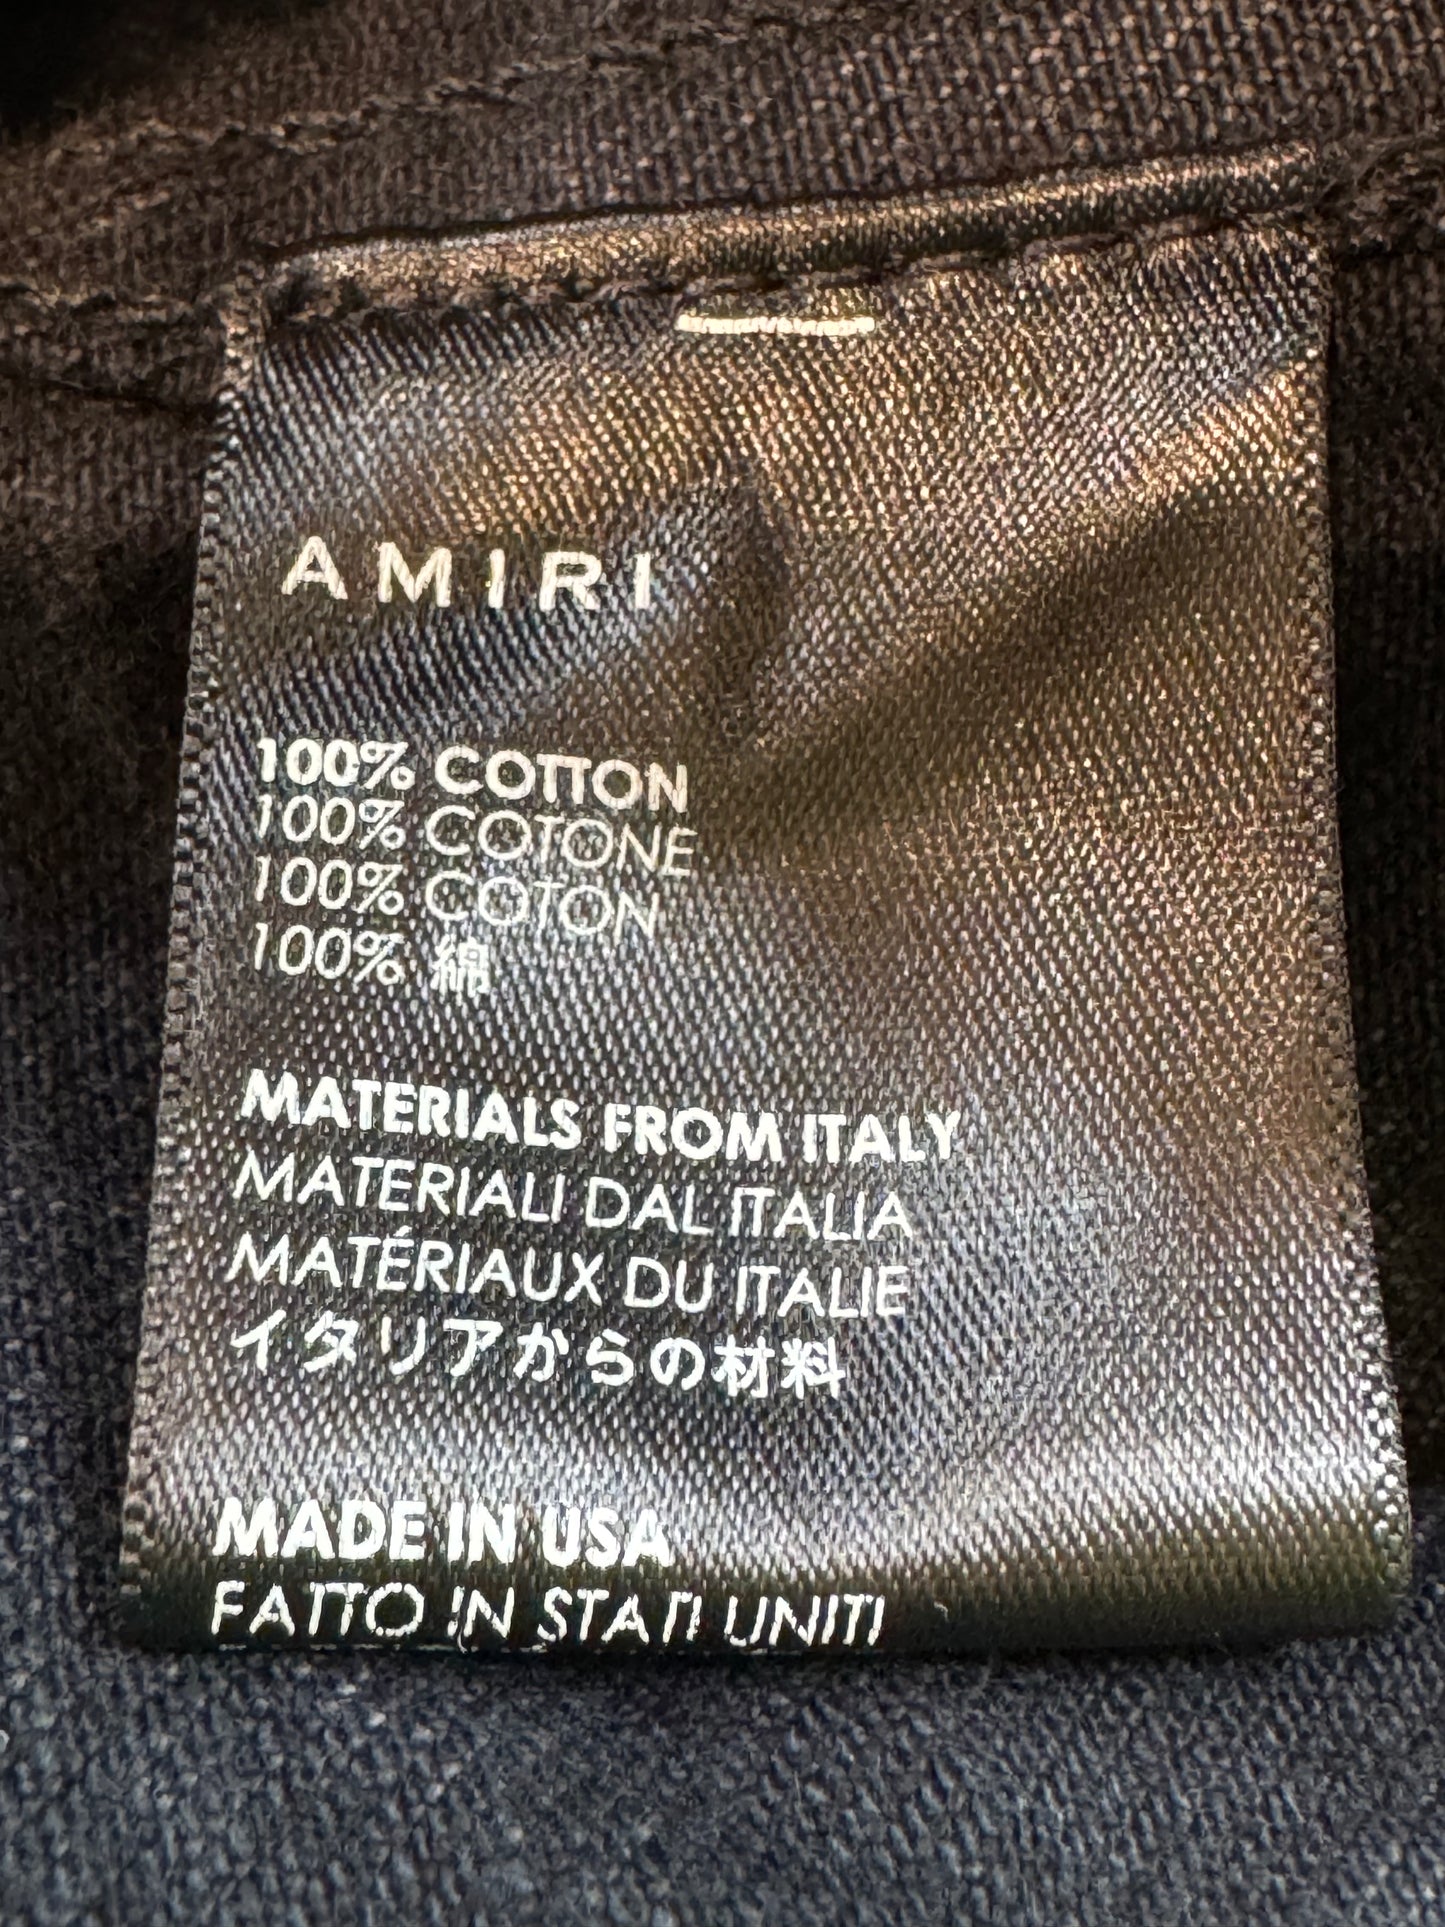 AMIRI
100% COTTON
100% COTONE
100% COTON
100% 綿
MATERIALS FROM ITALY
MATERIALI DAL ITALIA
MATÉRIAUX DU ITALIE
イタリアからの材料
MADE IN USA
FATTO IN STATI UNITI